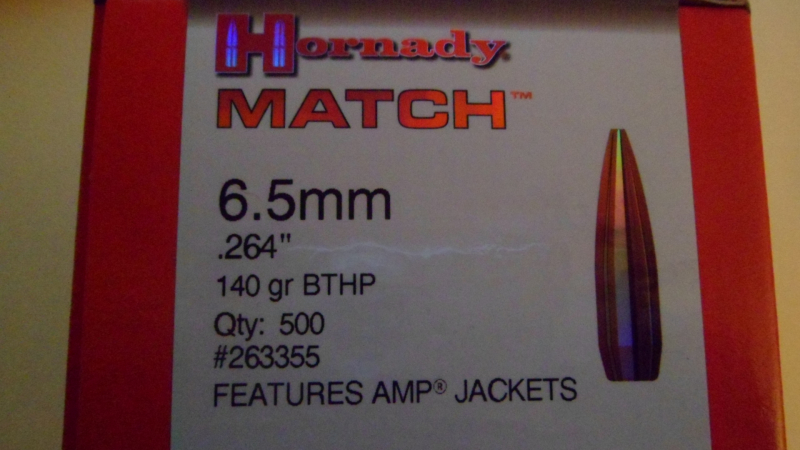 Hornady
MATCH™
6.5mm
.264"
140 gr BTHP
Qty: 500
#263355
FEATURES AMP® JACKETS